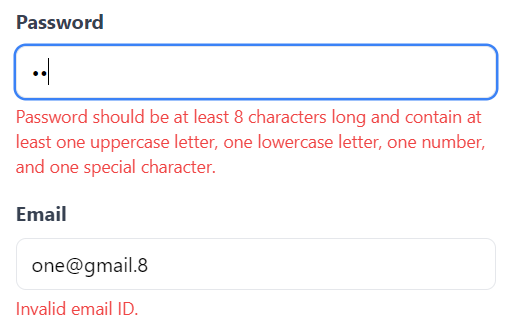 Password
••
Password should be at least 8 characters long and contain at
least one uppercase letter, one lowercase letter, one number,
and one special character.
Email
one@gmail.8
Invalid email ID.